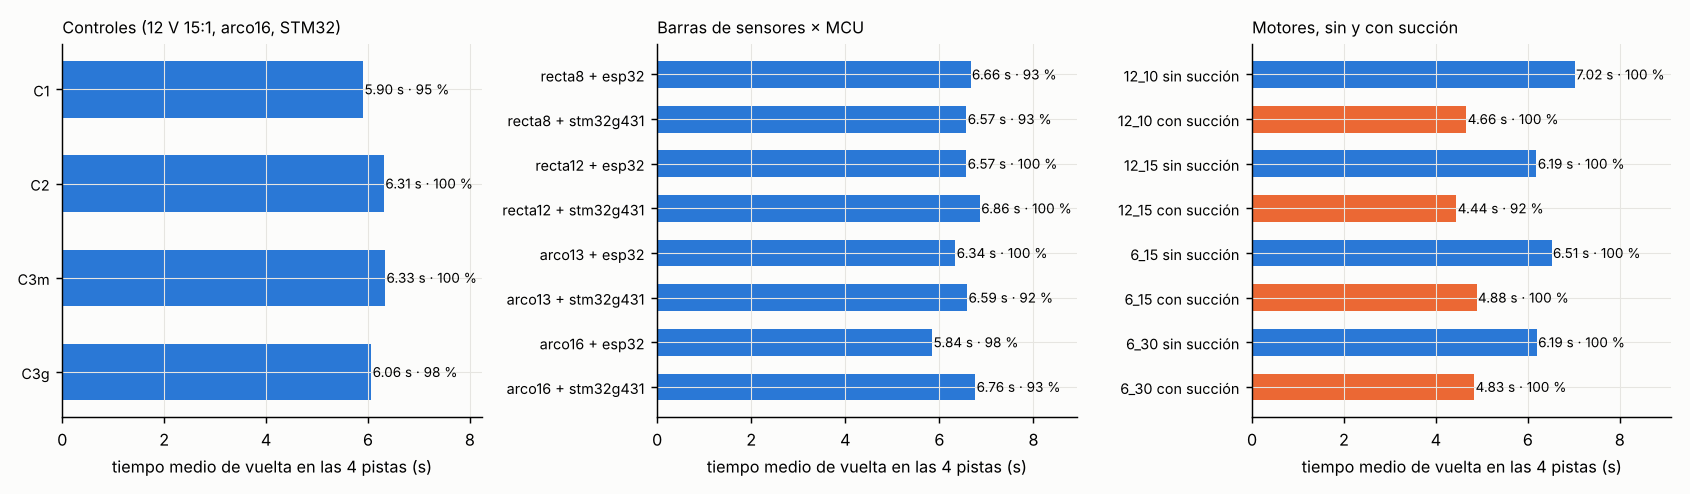 Controles (12 V 15:1, arco16, STM32)
C1
5.90 s · 95 %
C2
6.31 s · 100 %
C3m
6.33 s · 100 %
C3g
6.06 s · 98 %
0 2 4 6 8
tiempo medio de vuelta en las 4 pistas (s)
Barras de sensores × MCU
recta8 + esp32
6.66 s · 93 %
recta8 + stm32g431
6.57 s · 93 %
recta12 + esp32
6.57 s · 100 %
recta12 + stm32g431
6.86 s · 100 %
arco13 + esp32
6.34 s · 100 %
arco13 + stm32g431
6.59 s · 92 %
arco16 + esp32
5.84 s · 98 %
arco16 + stm32g431
6.76 s · 93 %
0 2 4 6 8
tiempo medio de vuelta en las 4 pistas (s)
Motores, sin y con succión
12_10 sin succión
7.02 s · 100 %
12_10 con succión
4.66 s · 100 %
12_15 sin succión
6.19 s · 100 %
12_15 con succión
4.44 s · 92 %
6_15 sin succión
6.51 s · 100 %
6_15 con succión
4.88 s · 100 %
6_30 sin succión
6.19 s · 100 %
6_30 con succión
4.83 s · 100 %
0 2 4 6 8
tiempo medio de vuelta en las 4 pistas (s)